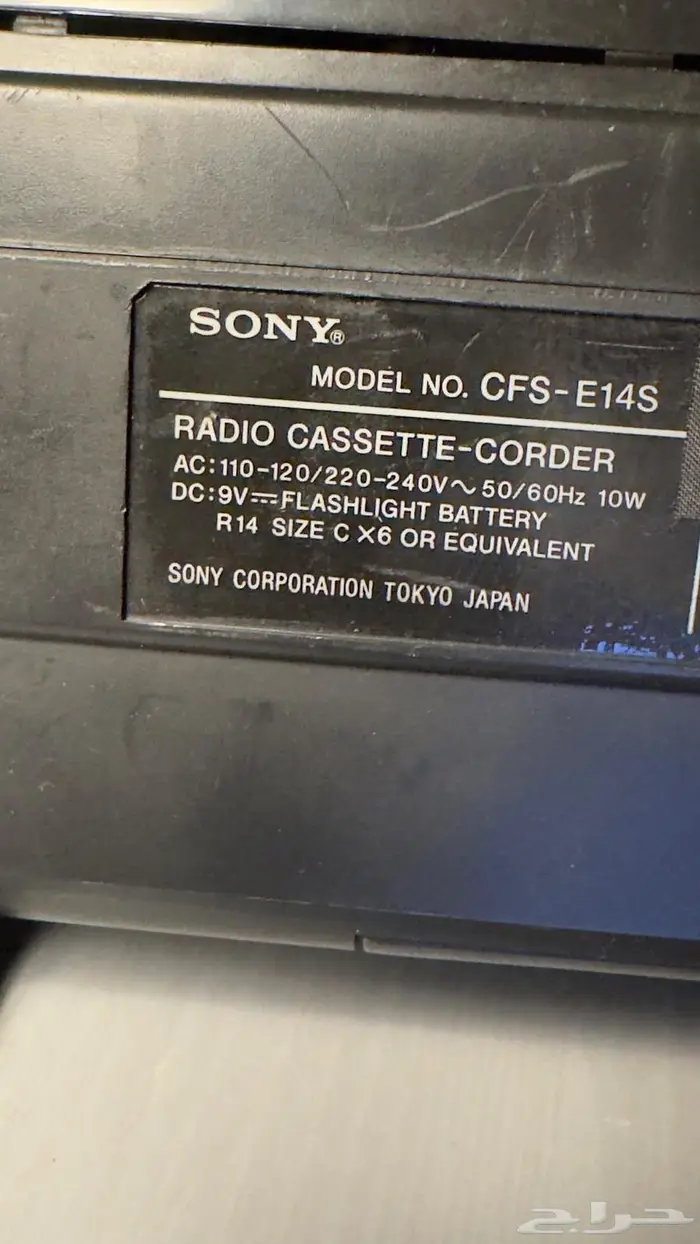 SONY®
MODEL NO. CFS-E14S
RADIO CASSETTE-CORDER
AC:110-120/220-240V～50/60Hz 10W
DC:9V⎓FLASHLIGHT BATTERY
R14 SIZE C X6 OR EQUIVALENT
SONY CORPORATION TOKYO JAPAN
حراج